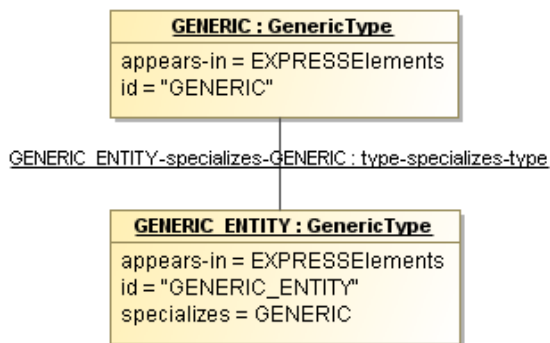 GENERIC : GenericType
appears-in = EXPRESSElements
id = "GENERIC"
GENERIC_ENTITY-specializes-GENERIC : type-specializes-type
GENERIC_ENTITY : GenericType
appears-in = EXPRESSElements
id = "GENERIC_ENTITY"
specializes = GENERIC